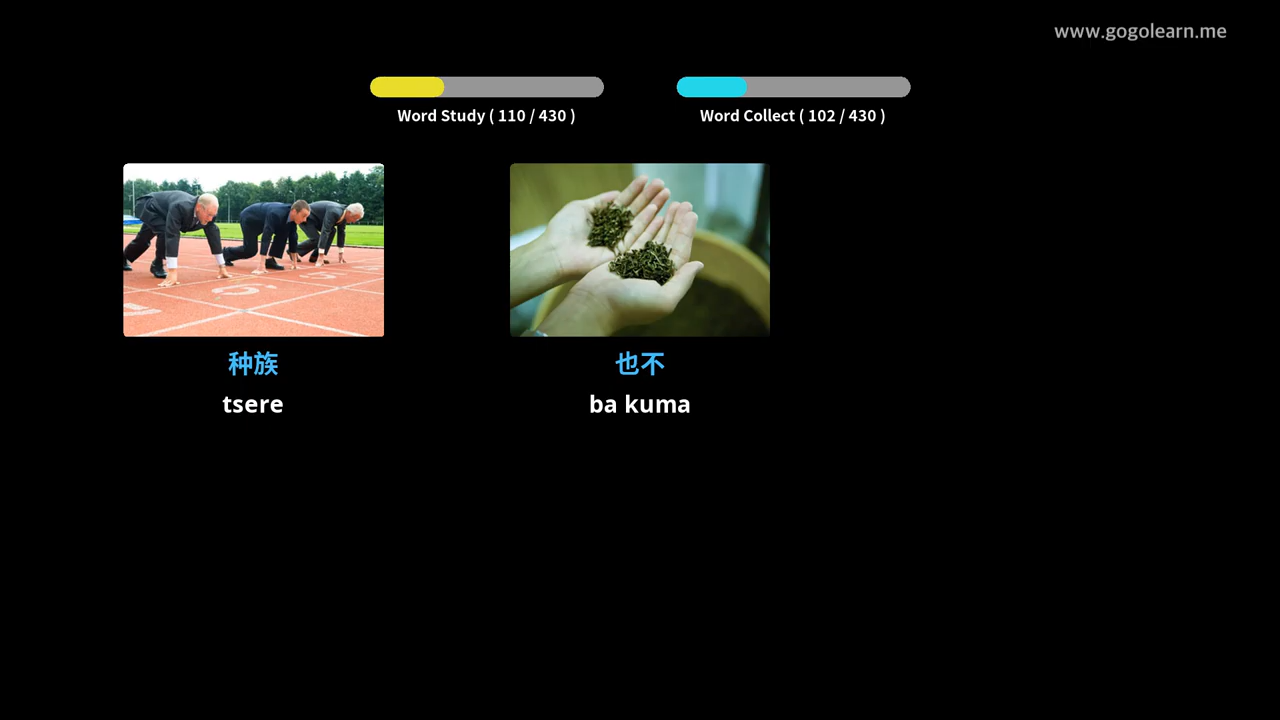 www.gogolearn.me
Word Study ( 110 / 430 )
Word Collect ( 102 / 430 )
种族
tsere
也不
ba kuma